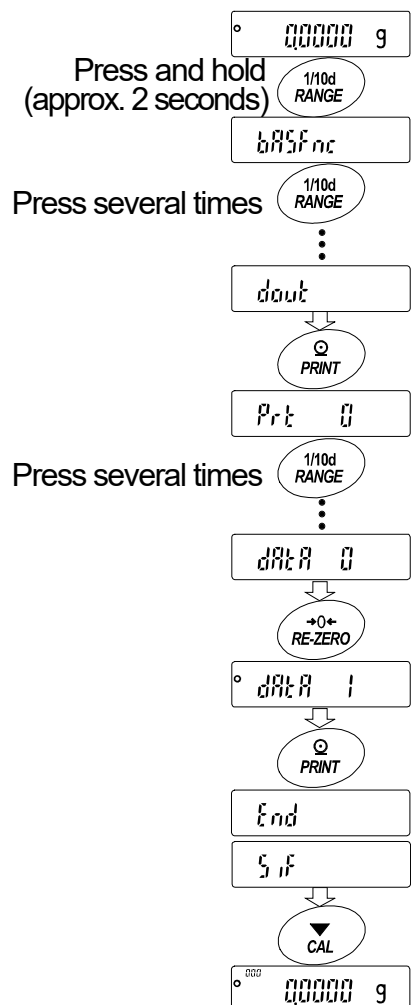 0.0000 g
Press and hold
(approx. 2 seconds)
1/10d
RANGE
bASFnc
Press several times
1/10d
RANGE
dout
PRINT
Prt 0
Press several times
1/10d
RANGE
dAtA 0
→0←
RE-ZERO
dAtA 1
PRINT
End
SiF
CAL
000
0.0000 g